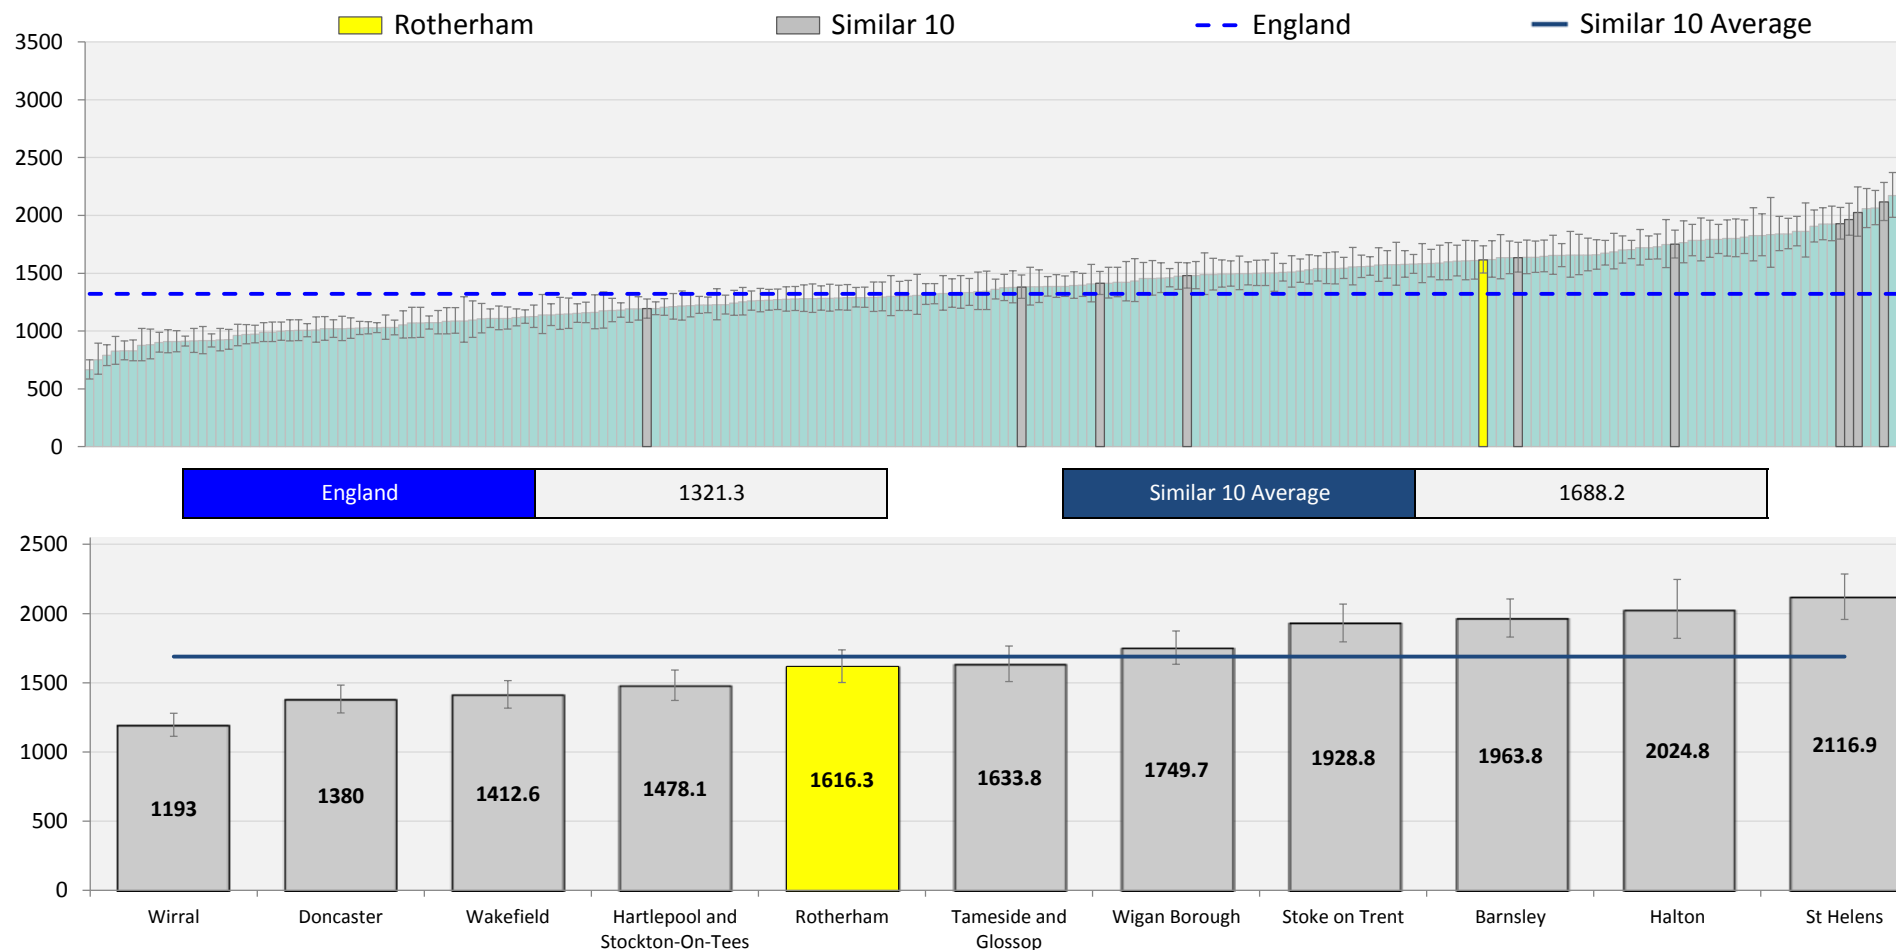 Rotherham Similar 10 England Similar 10 Average
3500
3000
2500
2000
1500
1000
500
0
England 1321.3 Similar 10 Average 1688.2
2500
2000
1500
1000
500
0
1193 1380 1412.6 1478.1 1616.3 1633.8 1749.7 1928.8 1963.8 2024.8 2116.9
Wirral Doncaster Wakefield Hartlepool and Rotherham Tameside and Wigan Borough Stoke on Trent Barnsley Halton St Helens
Stockton-On-Tees Glossop